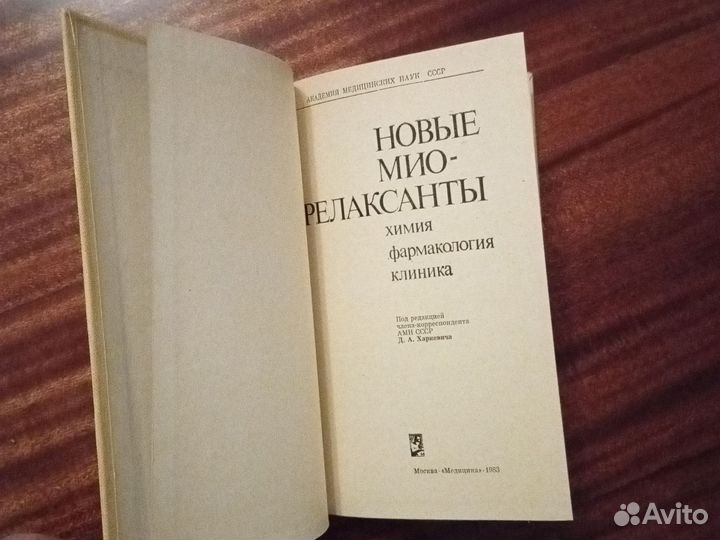 АКАДЕМИЯ МЕДИЦИНСКИХ НАУК СССР
НОВЫЕ
МИО-
РЕЛАКСАНТЫ
химия
фармакология
клиника
Под редакцией
члена-корреспондента
АМН СССР
Д. А. Харкевича
Москва «Медицина» 1983
Avito